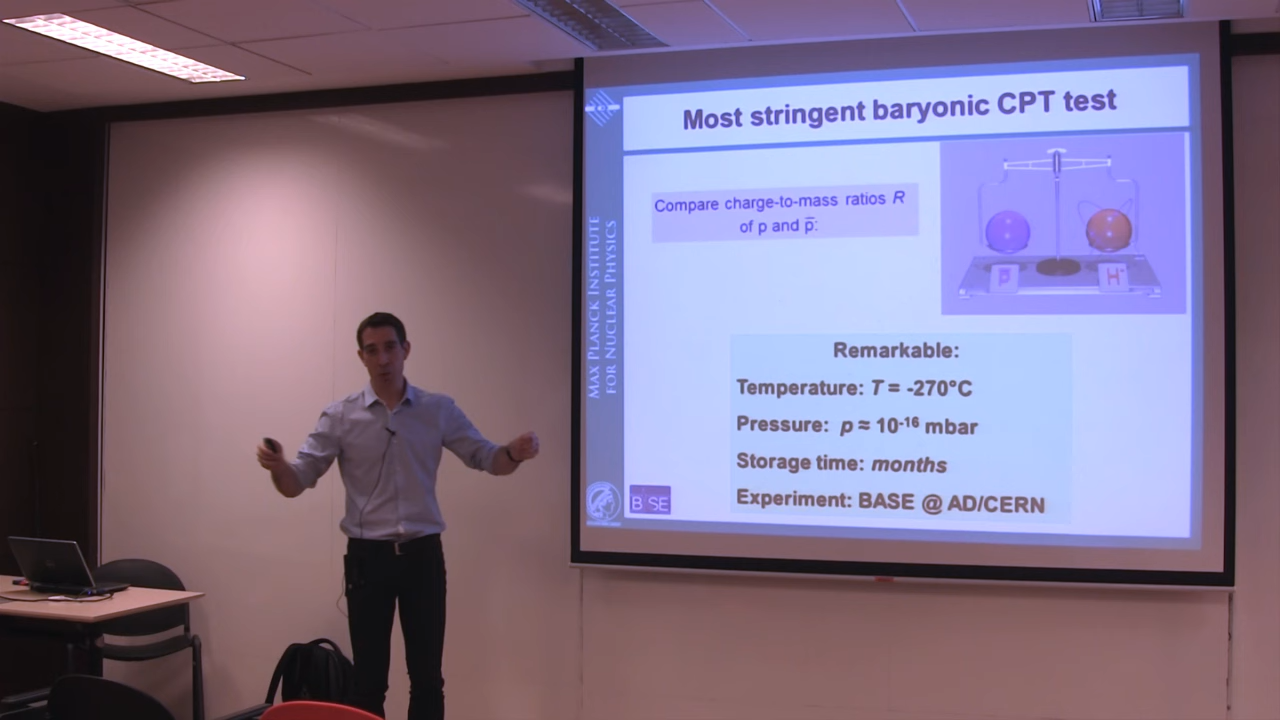 Most stringent baryonic CPT test
Compare charge-to-mass ratios R
of p and p̅:
P
H⁻
MAX PLANCK INSTITUTE
FOR NUCLEAR PHYSICS
Remarkable:
Temperature: T = -270°C
Pressure: p ≈ 10⁻¹⁶ mbar
Storage time: months
Experiment: BASE @ AD/CERN
BASE